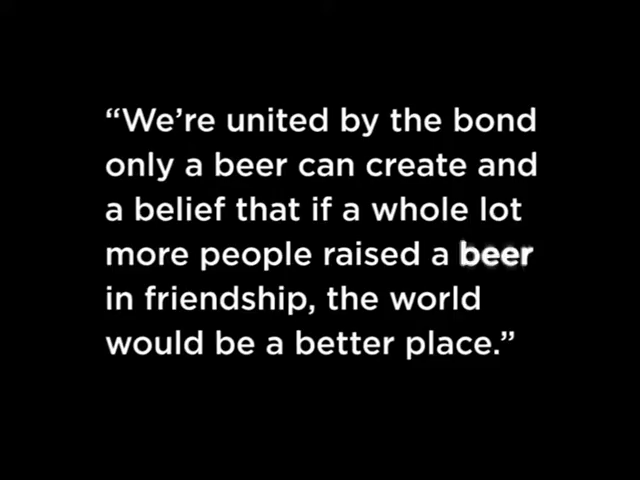 “We’re united by the bond
only a beer can create and
a belief that if a whole lot
more people raised a beer
in friendship, the world
would be a better place.”